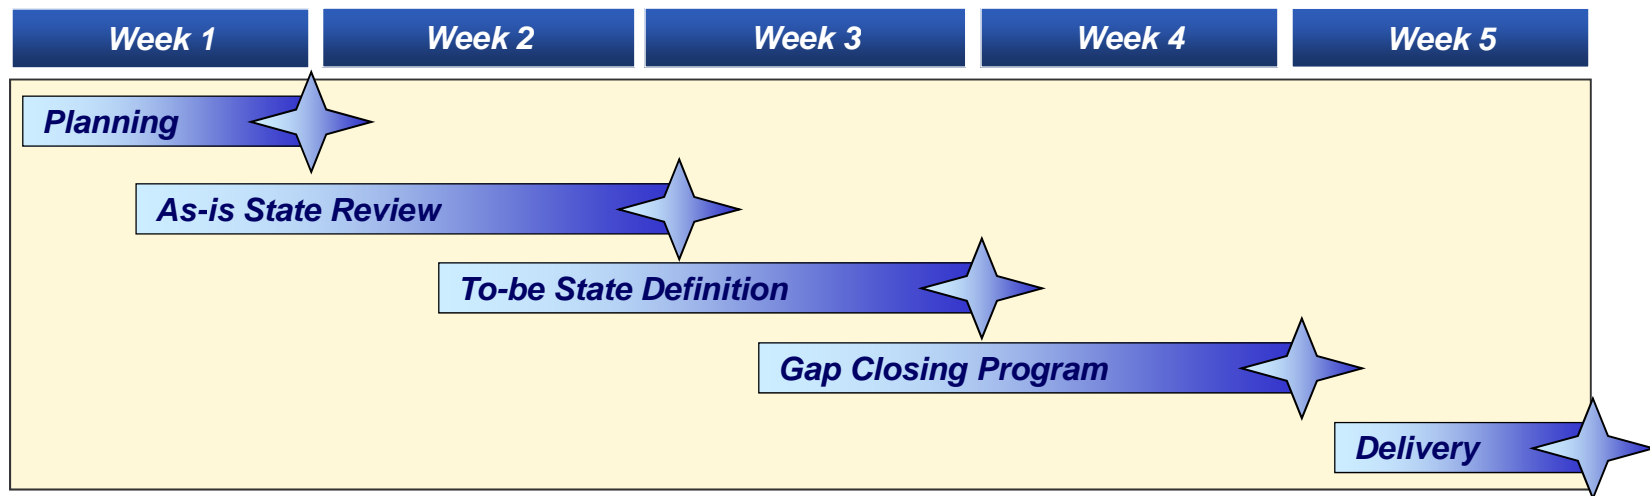 Week 1 Week 2 Week 3 Week 4 Week 5
Planning
As-is State Review
To-be State Definition
Gap Closing Program
Delivery